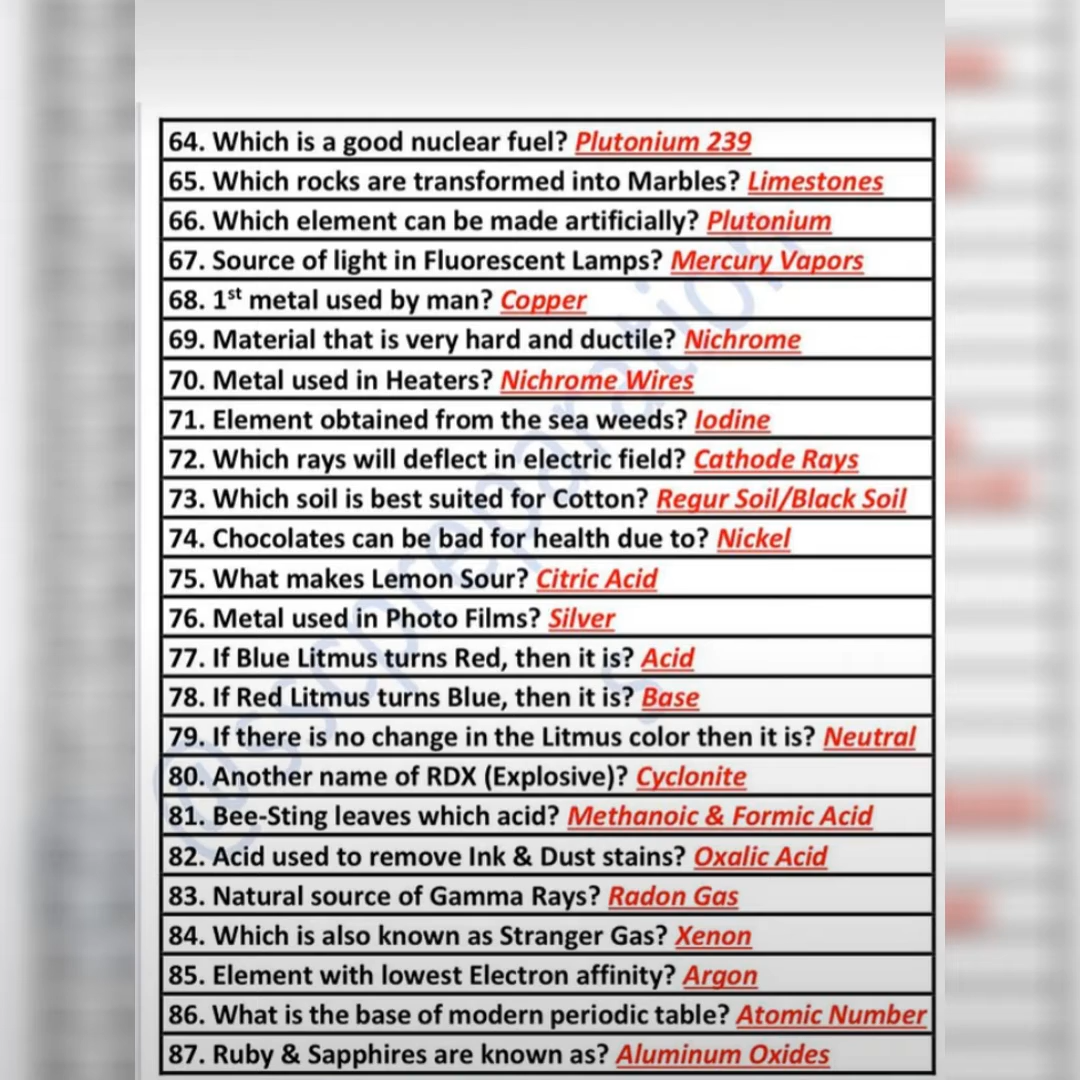 64. Which is a good nuclear fuel? Plutonium 239
65. Which rocks are transformed into Marbles? Limestones
66. Which element can be made artificially? Plutonium
67. Source of light in Fluorescent Lamps? Mercury Vapors
68. 1st metal used by man? Copper
69. Material that is very hard and ductile? Nichrome
70. Metal used in Heaters? Nichrome Wires
71. Element obtained from the sea weeds? Iodine
72. Which rays will deflect in electric field? Cathode Rays
73. Which soil is best suited for Cotton? Regur Soil/Black Soil
74. Chocolates can be bad for health due to? Nickel
75. What makes Lemon Sour? Citric Acid
76. Metal used in Photo Films? Silver
77. If Blue Litmus turns Red, then it is? Acid
78. If Red Litmus turns Blue, then it is? Base
79. If there is no change in the Litmus color then it is? Neutral
80. Another name of RDX (Explosive)? Cyclonite
81. Bee-Sting leaves which acid? Methanoic & Formic Acid
82. Acid used to remove Ink & Dust stains? Oxalic Acid
83. Natural source of Gamma Rays? Radon Gas
84. Which is also known as Stranger Gas? Xenon
85. Element with lowest Electron affinity? Argon
86. What is the base of modern periodic table? Atomic Number
87. Ruby & Sapphires are known as? Aluminum Oxides
@sscpreparations